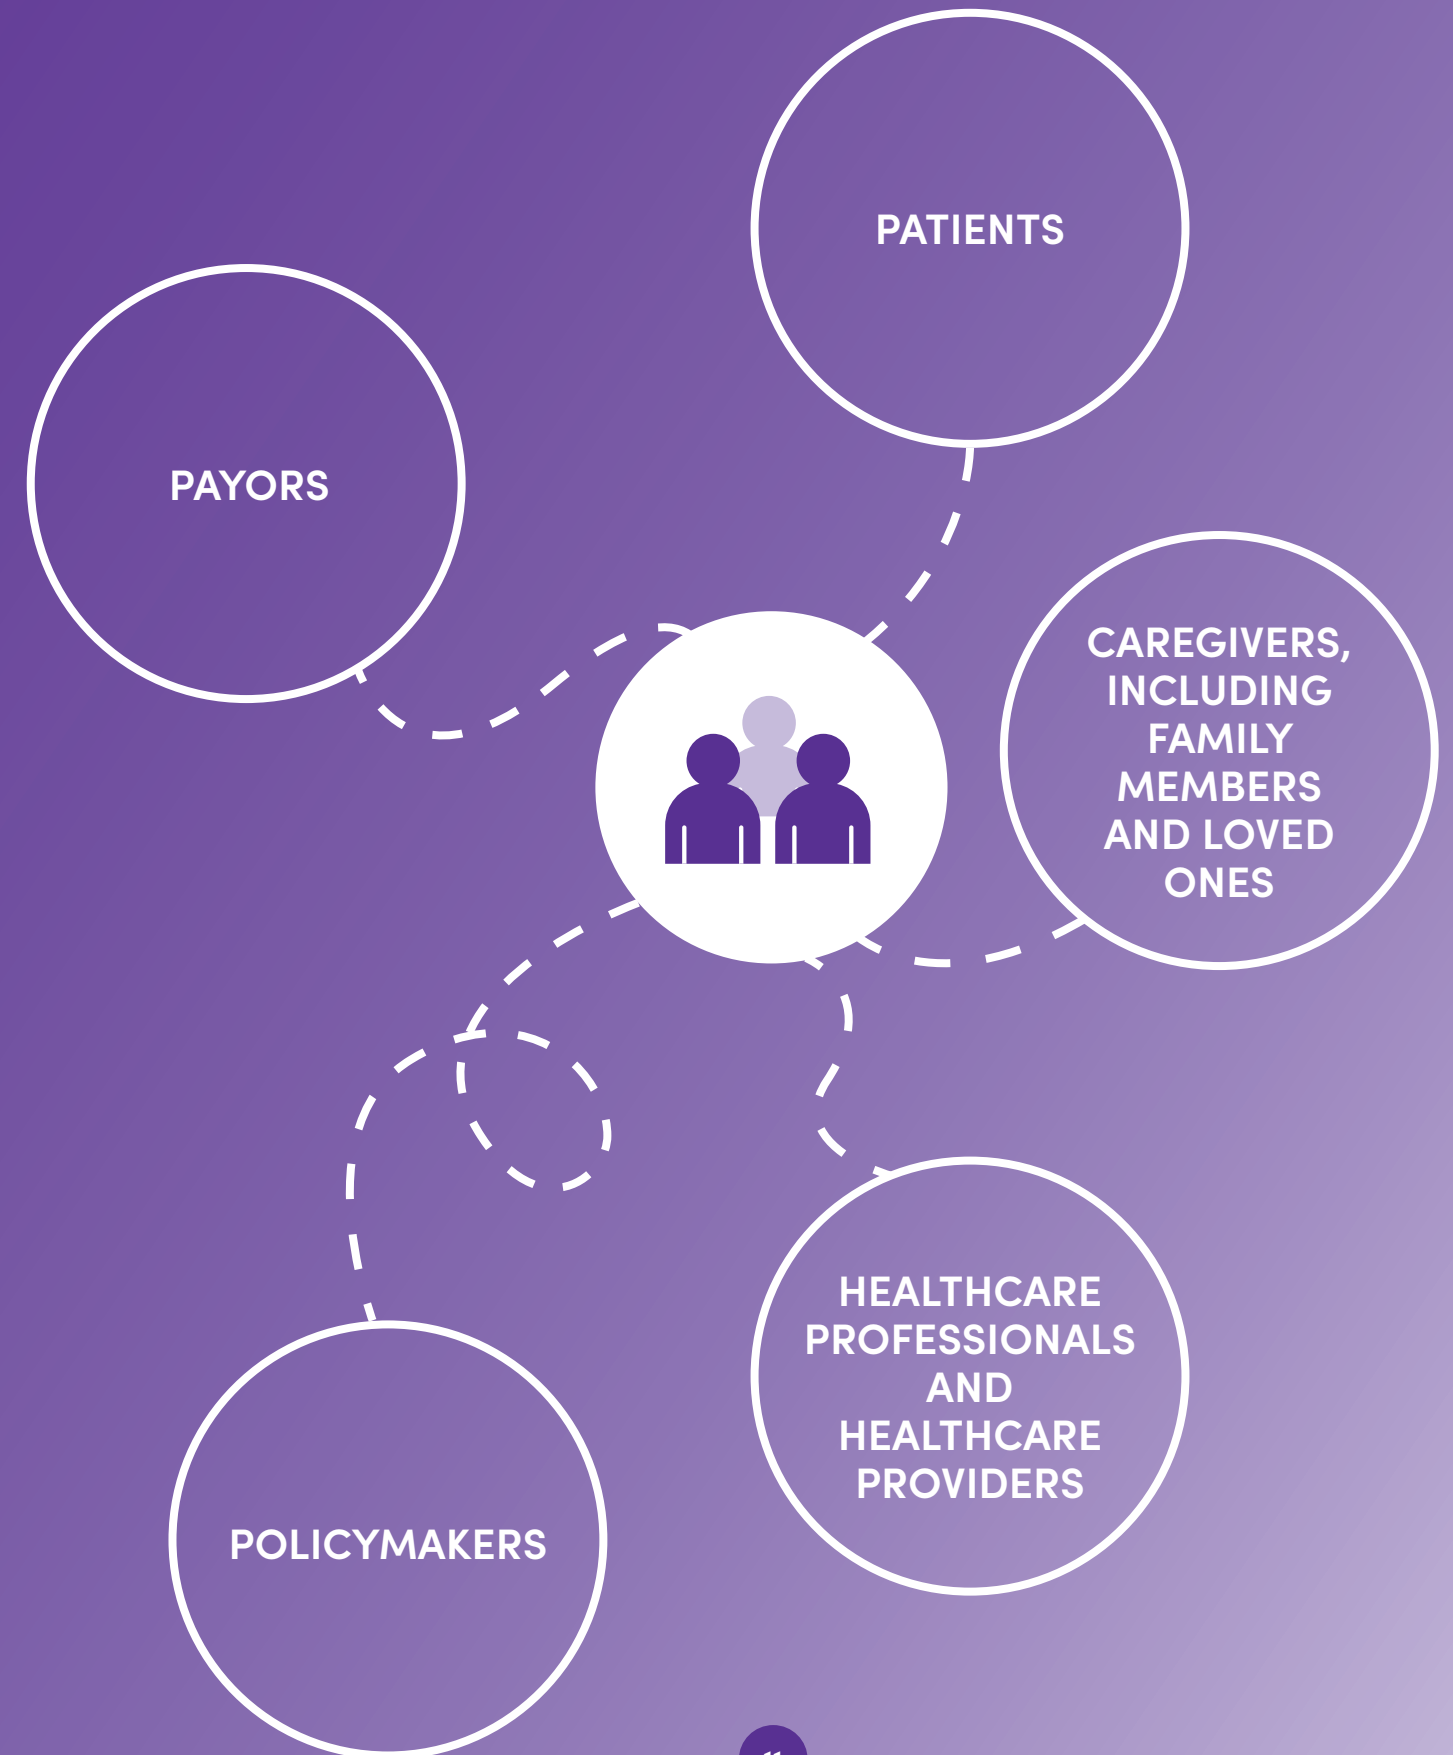 PATIENTS
PAYORS
CAREGIVERS,
INCLUDING
FAMILY
MEMBERS
AND LOVED
ONES
HEALTHCARE
PROFESSIONALS
AND
HEALTHCARE
PROVIDERS
POLICYMAKERS